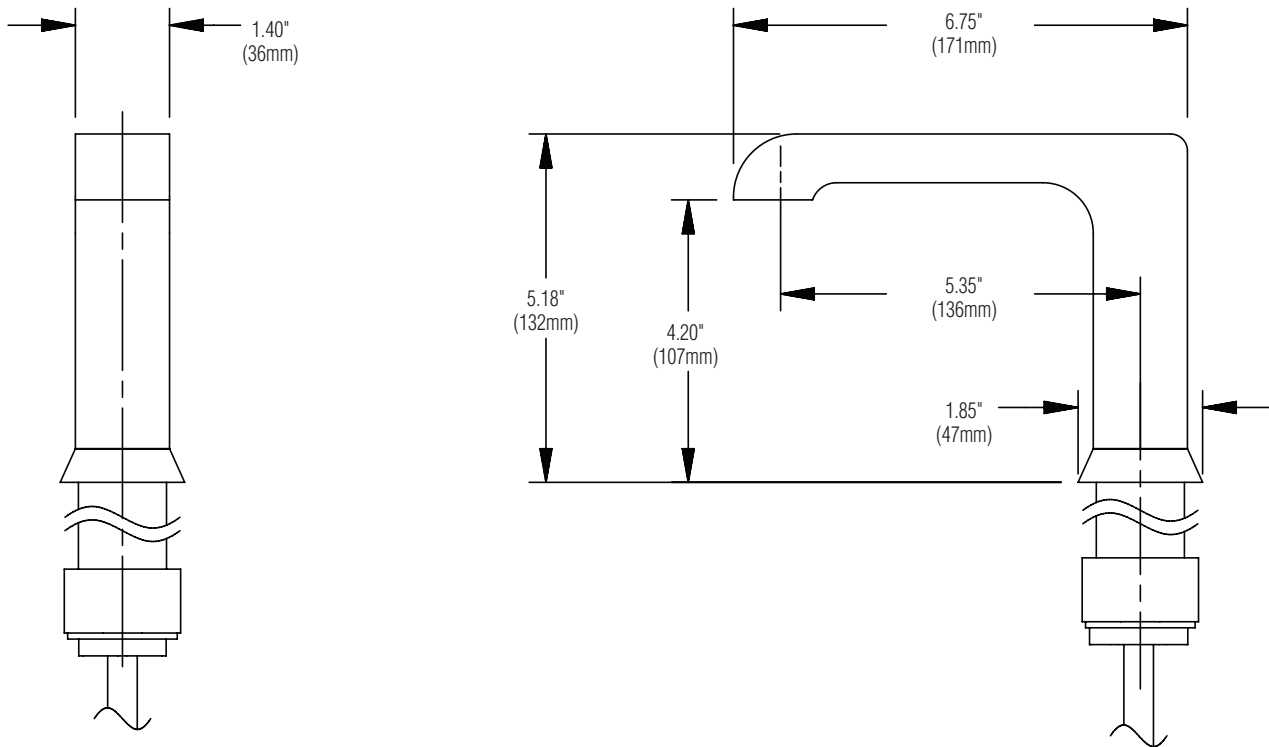 1.40"
(36mm)
6.75"
(171mm)
5.18"
(132mm)
4.20"
(107mm)
5.35"
(136mm)
1.85"
(47mm)